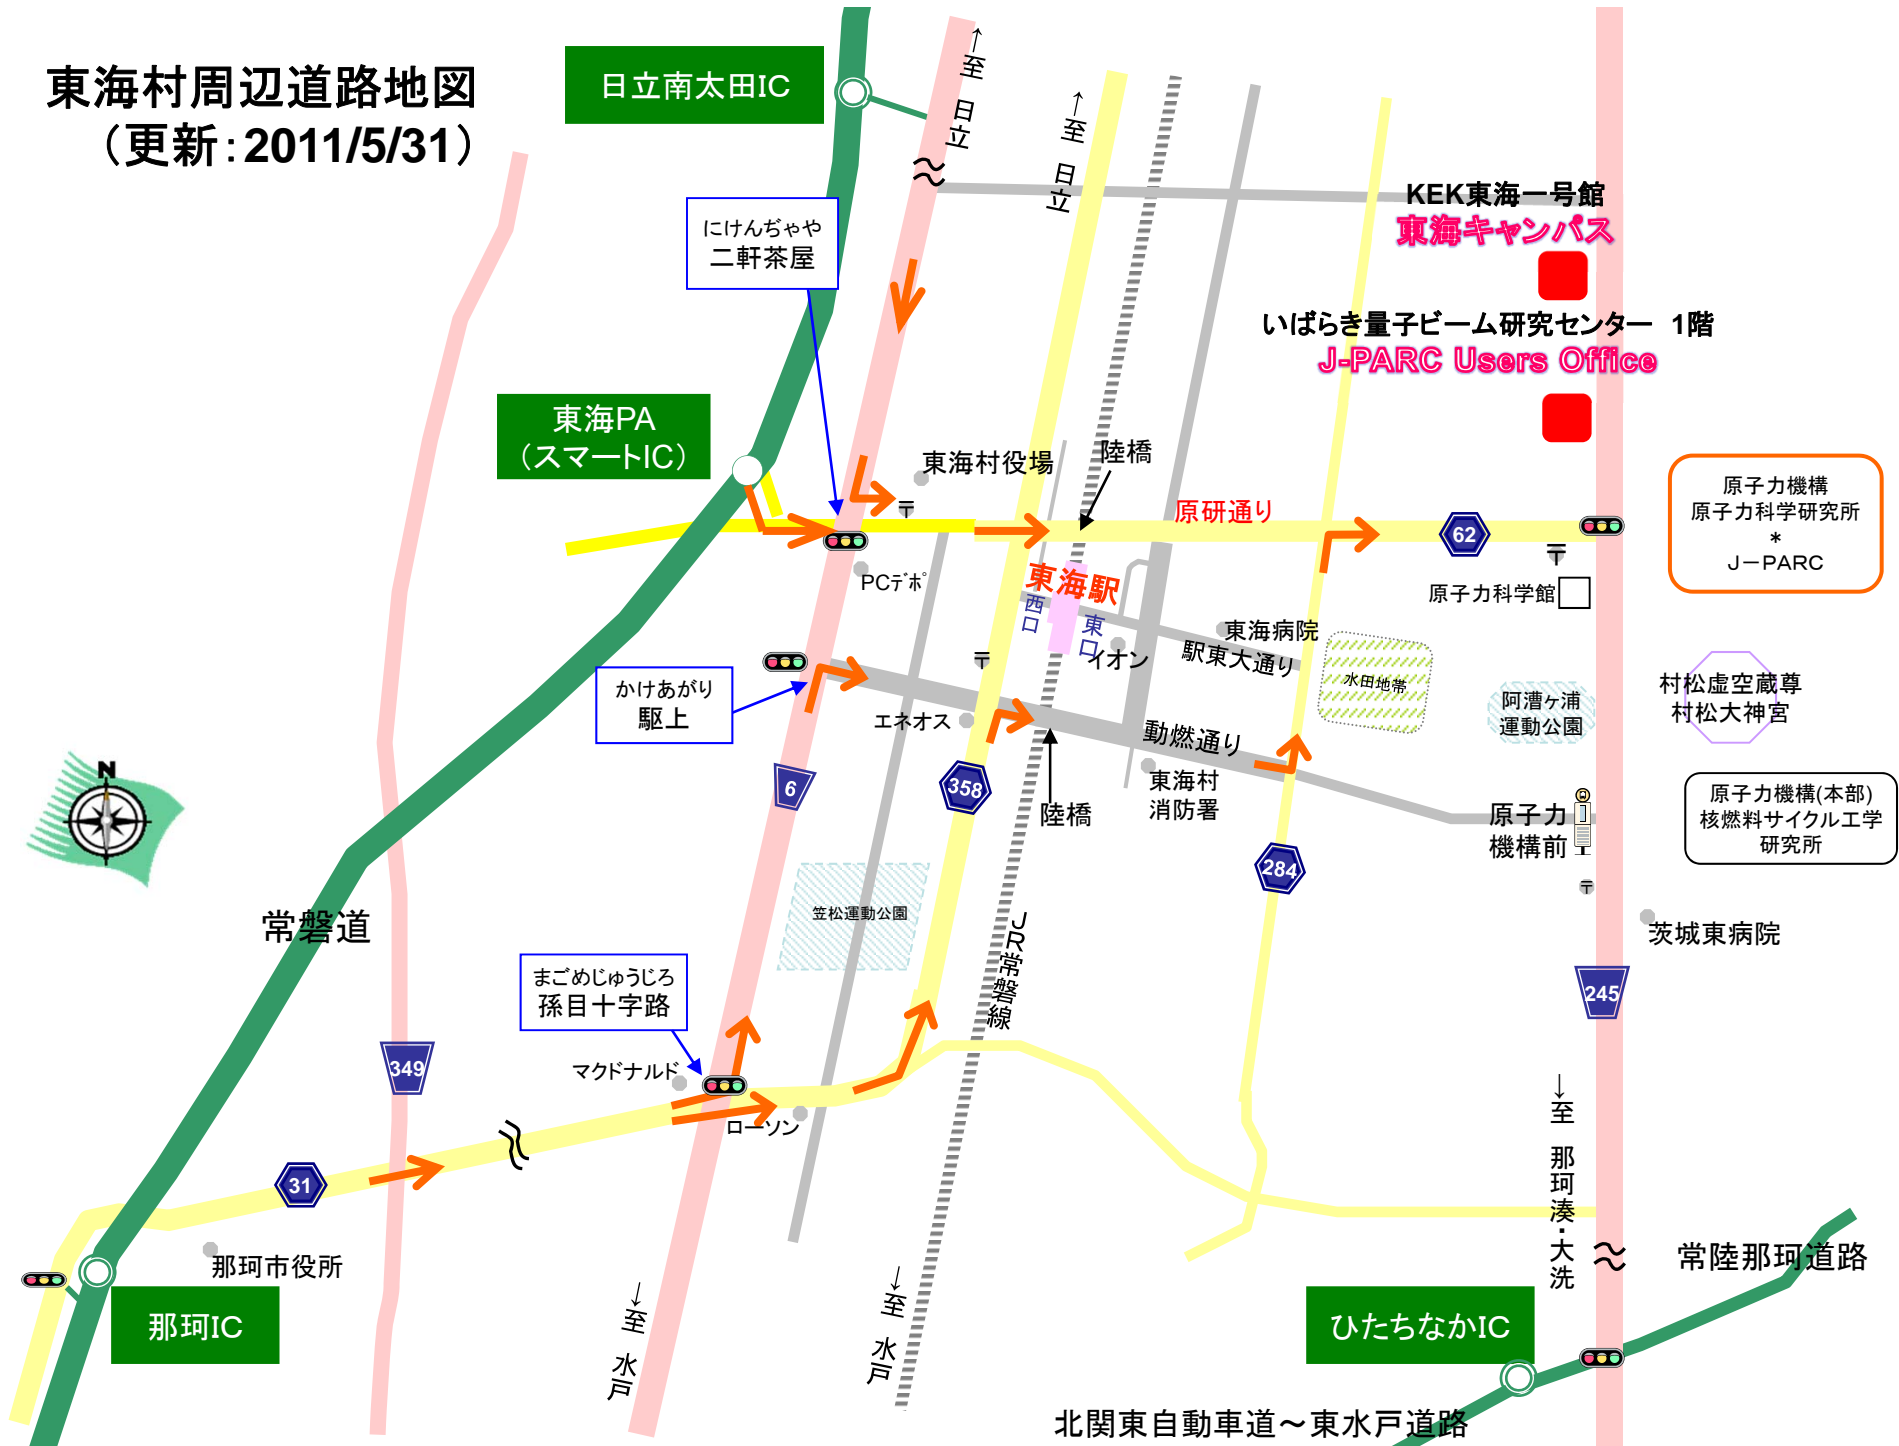 東海村周辺道路地図
（更新：2011/5/31）
日立南太田IC
↑至 日立
↑至 日立
KEK東海一号館
東海キャンパス
にけんぢゃや
二軒茶屋
いばらき量子ビーム研究センター 1階
J-PARC Users Office
東海PA
（スマートIC）
東海村役場
陸橋
〒
原研通り
62
原子力機構
原子力科学研究所
*
J－PARC
〒
PCﾃﾞﾎﾟ
東海駅
西口
東口
原子力科学館
東海病院
イオン
駅東大通り
〒
水田地帯
かけあがり
駆上
エネオス
動燃通り
阿漕ヶ浦
運動公園
村松虚空蔵尊
村松大神宮
N
6
358
陸橋
東海村
消防署
原子力
機構前
原子力機構(本部)
核燃料サイクル工学
研究所
284
〒
笠松運動公園
常磐道
JR常磐線
茨城東病院
まごめじゅうじろ
孫目十字路
245
349
マクドナルド
ローソン
↓至 那珂湊・大洗
31
那珂市役所
常陸那珂道路
那珂IC
↓至 水戸
↓至 水戸
ひたちなかIC
北関東自動車道～東水戸道路